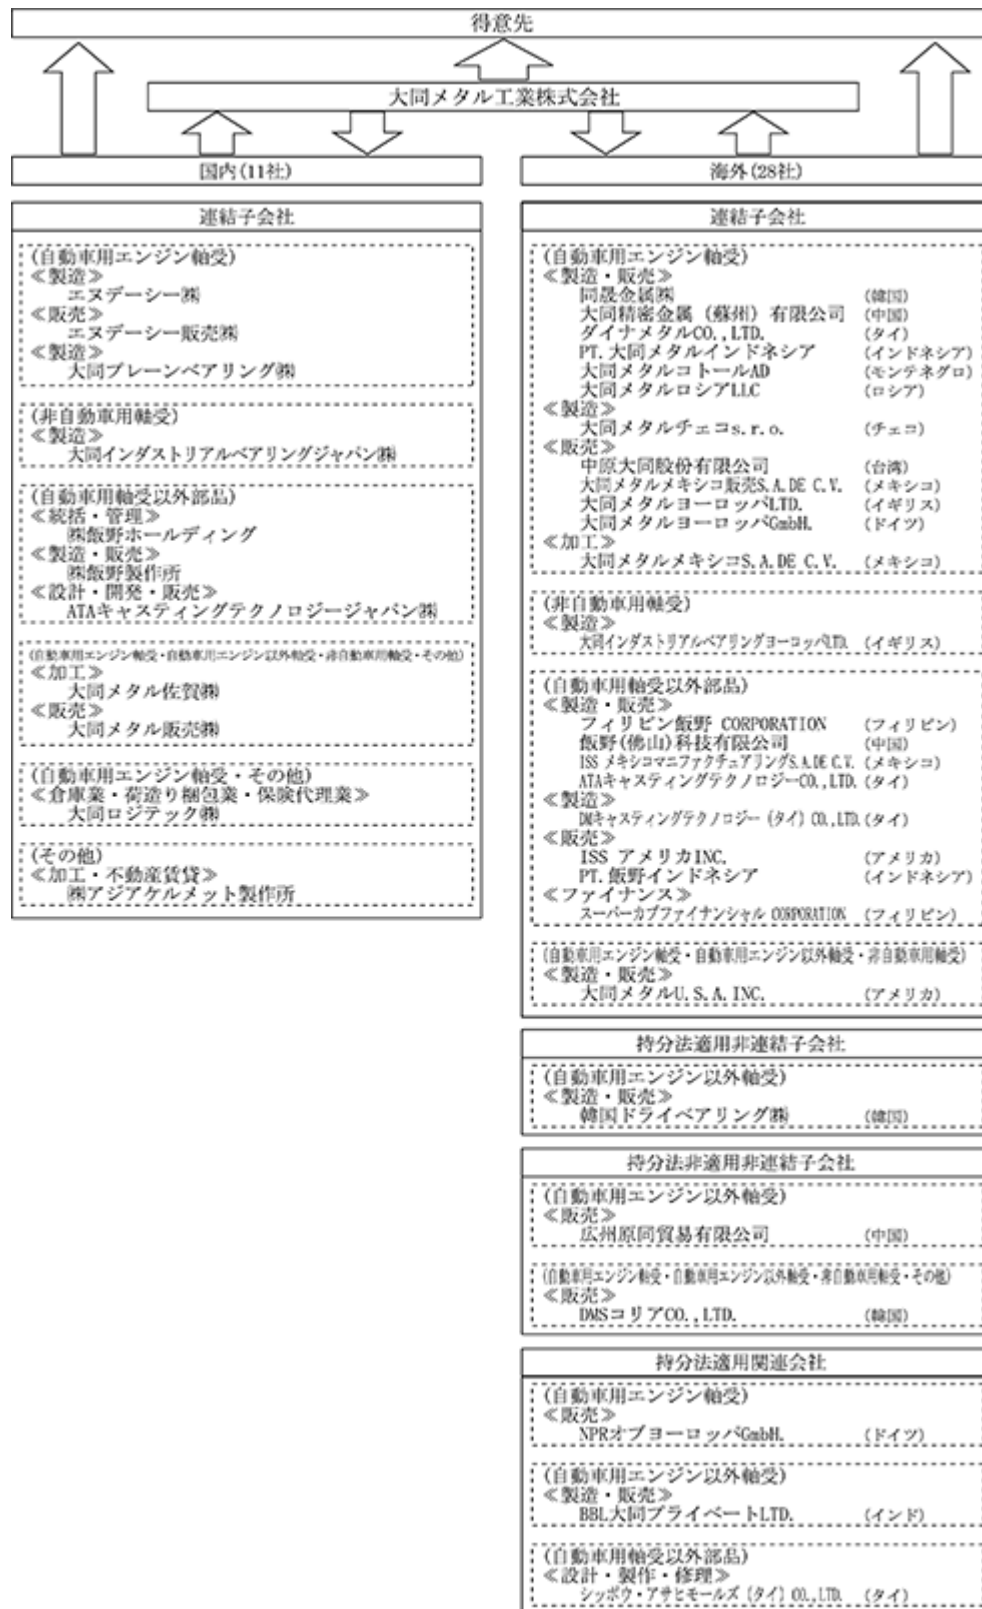 得意先
大同メタル工業株式会社
国内(11社)
連結子会社
(自動車用エンジン軸受)
≪製造≫
エヌデーシー㈱
≪販売≫
エヌデーシー販売㈱
≪製造≫
大同プレーンベアリング㈱
(非自動車用軸受)
≪製造≫
大同インダストリアルベアリングジャパン㈱
(自動車用軸受以外部品)
≪統括・管理≫
㈱飯野ホールディング
≪製造・販売≫
㈱飯野製作所
≪設計・開発・販売≫
ATAキャスティングテクノロジージャパン㈱
(自動車用エンジン軸受・自動車用エンジン以外軸受・非自動車用軸受・その他)
≪加工≫
大同メタル佐賀㈱
≪販売≫
大同メタル販売㈱
(自動車用エンジン軸受・その他)
≪倉庫業・荷造り梱包業・保険代理業≫
大同ロジテック㈱
(その他)
≪加工・不動産賃貸≫
㈱アジアケルメット製作所
海外(28社)
連結子会社
(自動車用エンジン軸受)
≪製造・販売≫
同晟金属㈱ (韓国)
大同精密金属(蘇州)有限公司 (中国)
ダイナメタルCO.,LTD. (タイ)
PT.大同メタルインドネシア (インドネシア)
大同メタルコトールAD (モンテネグロ)
大同メタルロシアLLC (ロシア)
≪製造≫
大同メタルチェコs.r.o. (チェコ)
≪販売≫
中原大同股份有限公司 (台湾)
大同メタルメキシコ販売S.A.DE C.V. (メキシコ)
大同メタルヨーロッパLTD. (イギリス)
大同メタルヨーロッパGmbH. (ドイツ)
≪加工≫
大同メタルメキシコS.A.DE C.V. (メキシコ)
(非自動車用軸受)
≪製造≫
大同インダストリアルベアリングヨーロッパLTD. (イギリス)
(自動車用軸受以外部品)
≪製造・販売≫
フィリピン飯野 CORPORATION (フィリピン)
飯野(佛山)科技有限公司 (中国)
ISS メキシコマニファクチュアリングS.A.DE C.V. (メキシコ)
ATAキャスティングテクノロジーCO.,LTD. (タイ)
≪製造≫
DMキャスティングテクノロジー(タイ)CO.,LTD. (タイ)
≪販売≫
ISS アメリカINC. (アメリカ)
PT.飯野インドネシア (インドネシア)
≪ファイナンス≫
スーパーカブファイナンシャル CORPORATION (フィリピン)
(自動車用エンジン軸受・自動車用エンジン以外軸受・非自動車用軸受)
≪製造・販売≫
大同メタルU.S.A.INC. (アメリカ)
持分法適用非連結子会社
(自動車用エンジン以外軸受)
≪製造・販売≫
韓国ドライベアリング㈱ (韓国)
持分法非適用非連結子会社
(自動車用エンジン以外軸受)
≪販売≫
広州原同貿易有限公司 (中国)
(自動車用エンジン軸受・自動車用エンジン以外軸受・非自動車用軸受・その他)
≪販売≫
DMSコリアCO.,LTD. (韓国)
持分法適用関連会社
(自動車用エンジン軸受)
≪販売≫
NPRオブヨーロッパGmbH. (ドイツ)
(自動車用エンジン以外軸受)
≪製造・販売≫
BBL大同プライベートLTD. (インド)
(自動車用軸受以外部品)
≪設計・製作・修理≫
シッポウ・アサヒモールズ(タイ)CO.,LTD. (タイ)